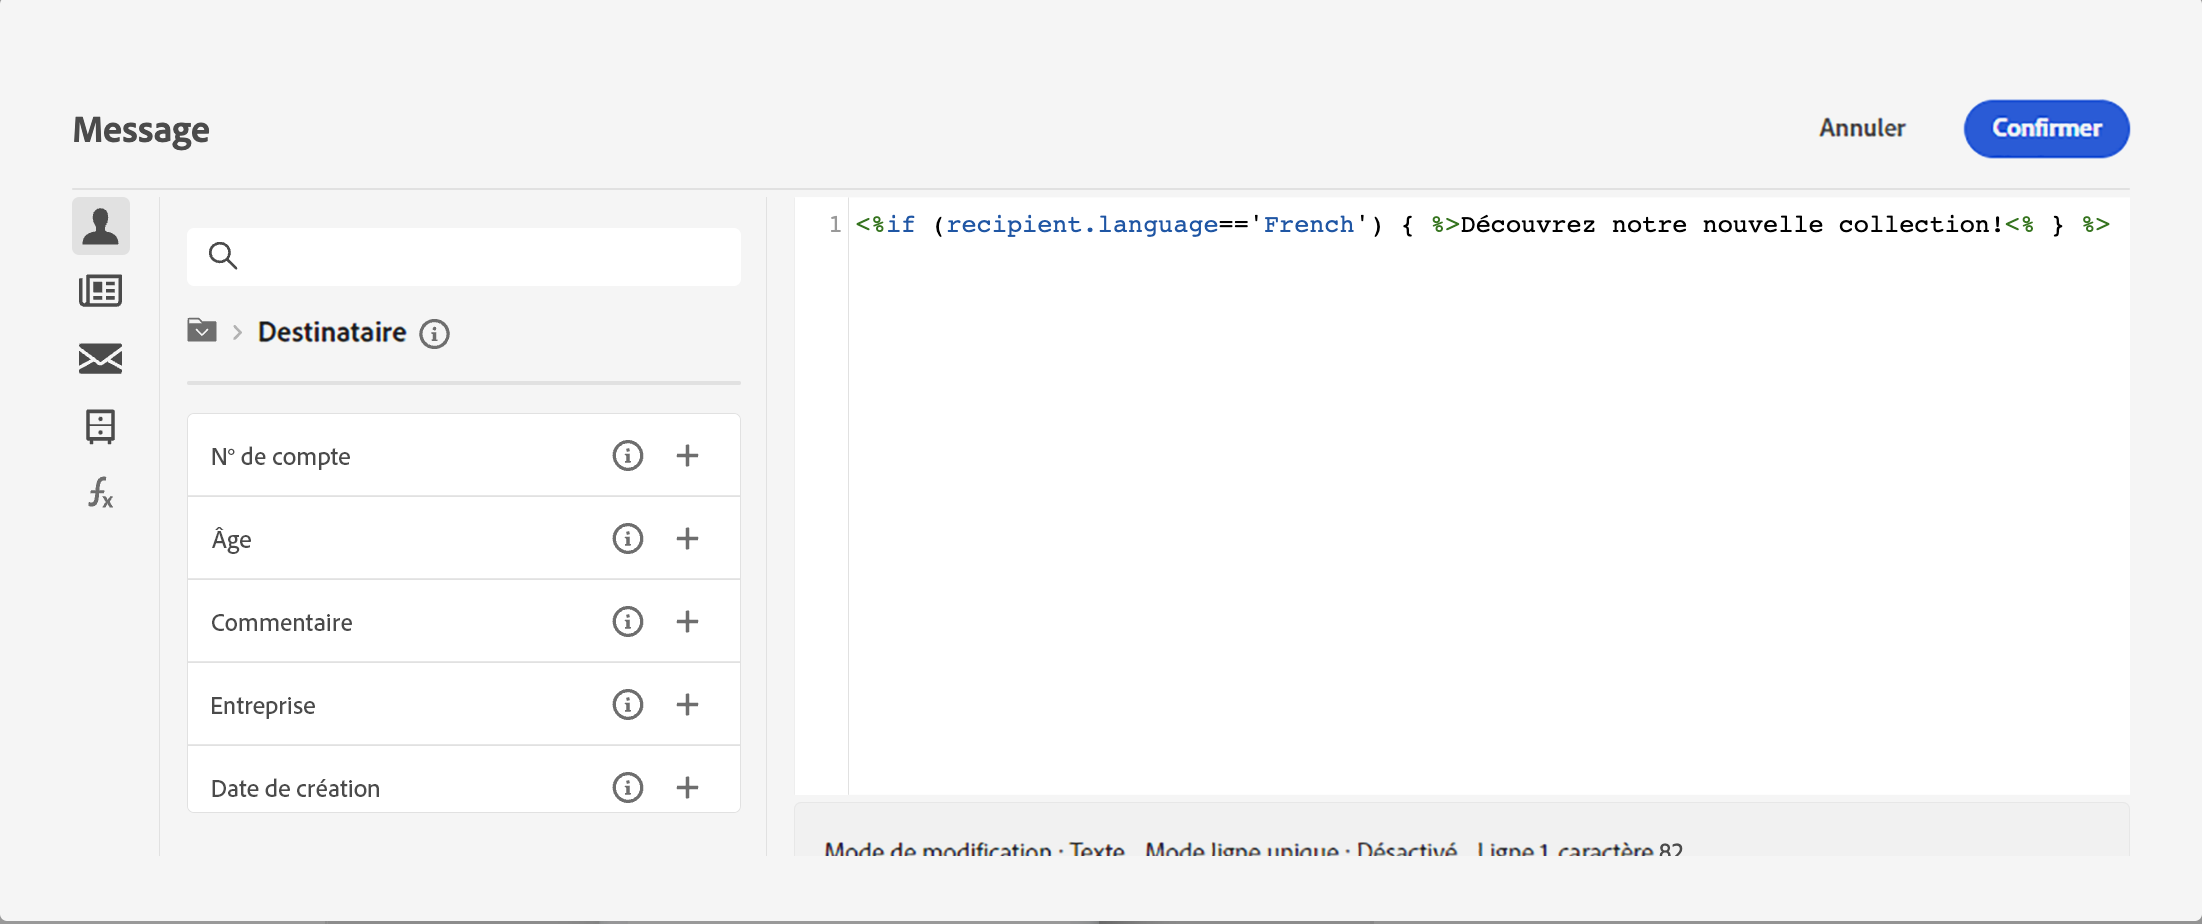 Message
Annuler
Confirmer
Destinataire
N° de compte
Âge
Commentaire
Entreprise
Date de création
1 <%if (recipient.language=='French') { %>Découvrez notre nouvelle collection!<% } %>
Mode de modification : Texte Mode ligne unique : Désactivé Ligne 1, caractère 82